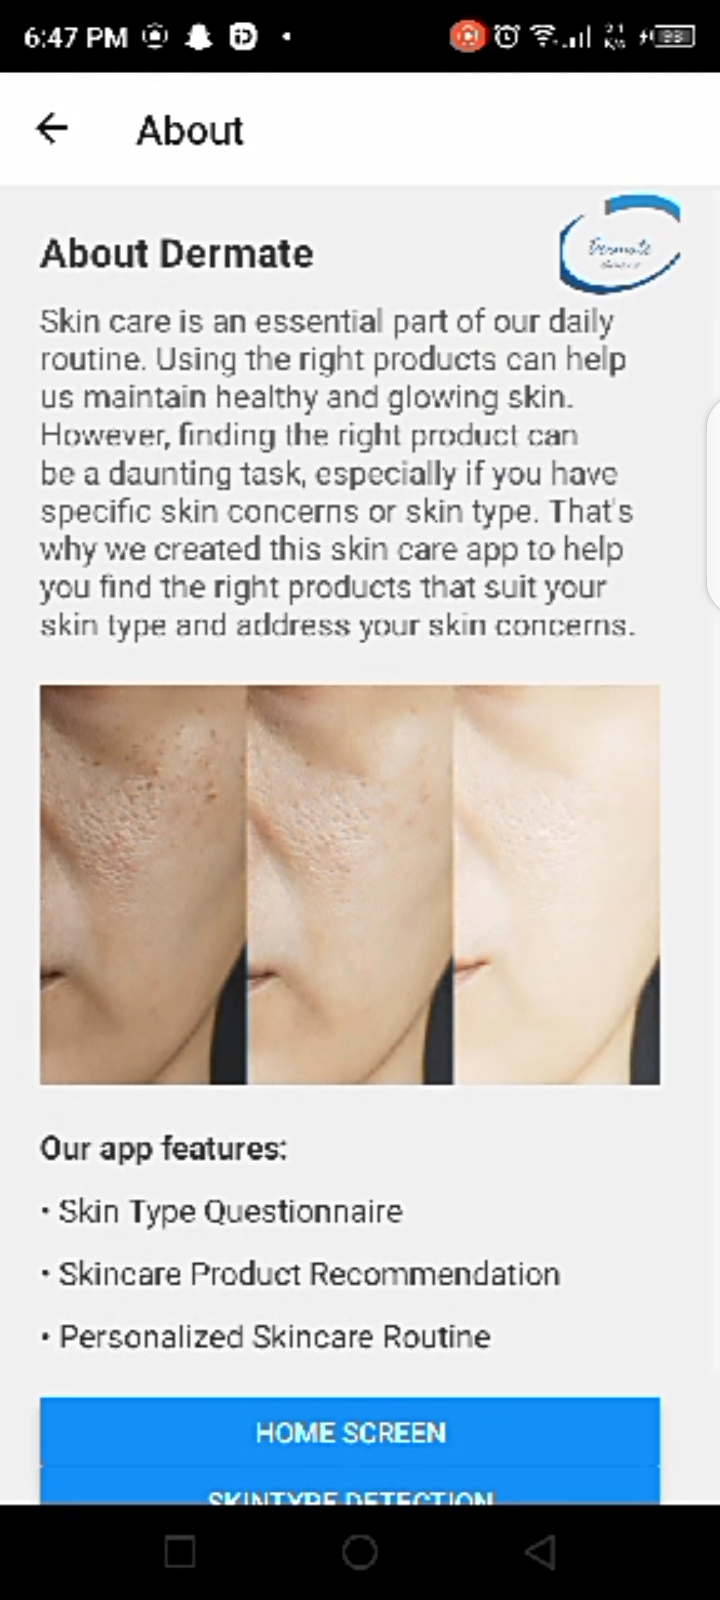 6:47 PM
About
About Dermate
Dermate
Skin care is an essential part of our daily
routine. Using the right products can help
us maintain healthy and glowing skin.
However, finding the right product can
be a daunting task, especially if you have
specific skin concerns or skin type. That's
why we created this skin care app to help
you find the right products that suit your
skin type and address your skin concerns.
Our app features:
• Skin Type Questionnaire
• Skincare Product Recommendation
• Personalized Skincare Routine
HOME SCREEN
SKINTYPE DETECTION